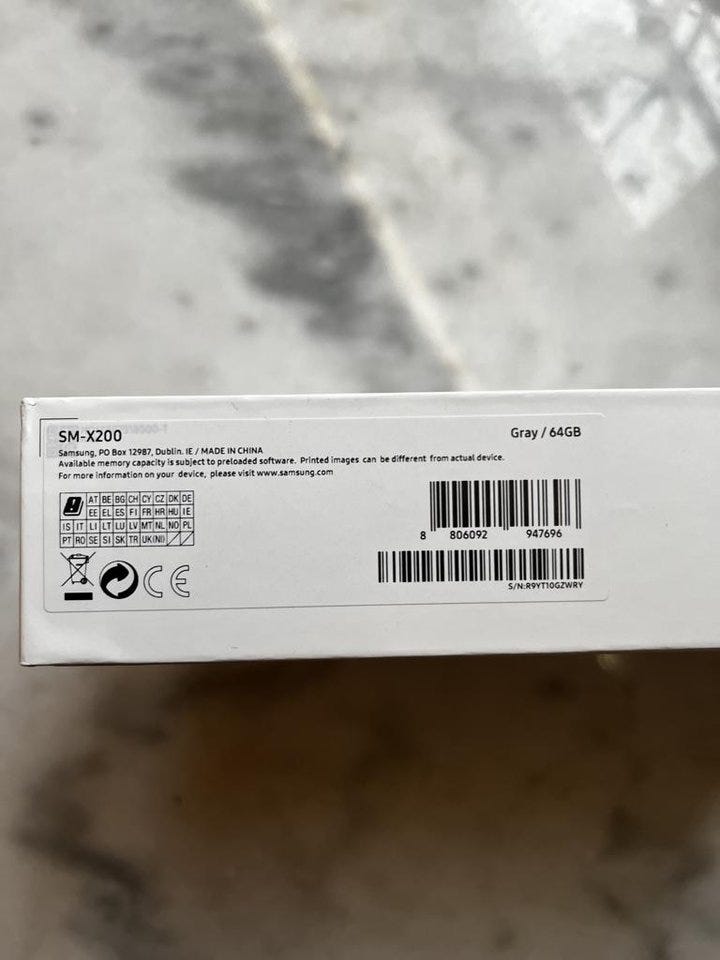 SM-X200
Gray / 64GB
Samsung, PO Box 12987, Dublin. IE / MADE IN CHINA
Available memory capacity is subject to preloaded software. Printed images can be different from actual device.
For more information on your device, please visit www.samsung.com
AT BE BG CH CY CZ DK DE
EE EL ES FI FR HR HU IE
IS IT LI LT LU LV MT NL NO PL
PT RO SE SI SK TR UK(NI)
CE
8 806092 947696
S/N:R9YT10GZWRY